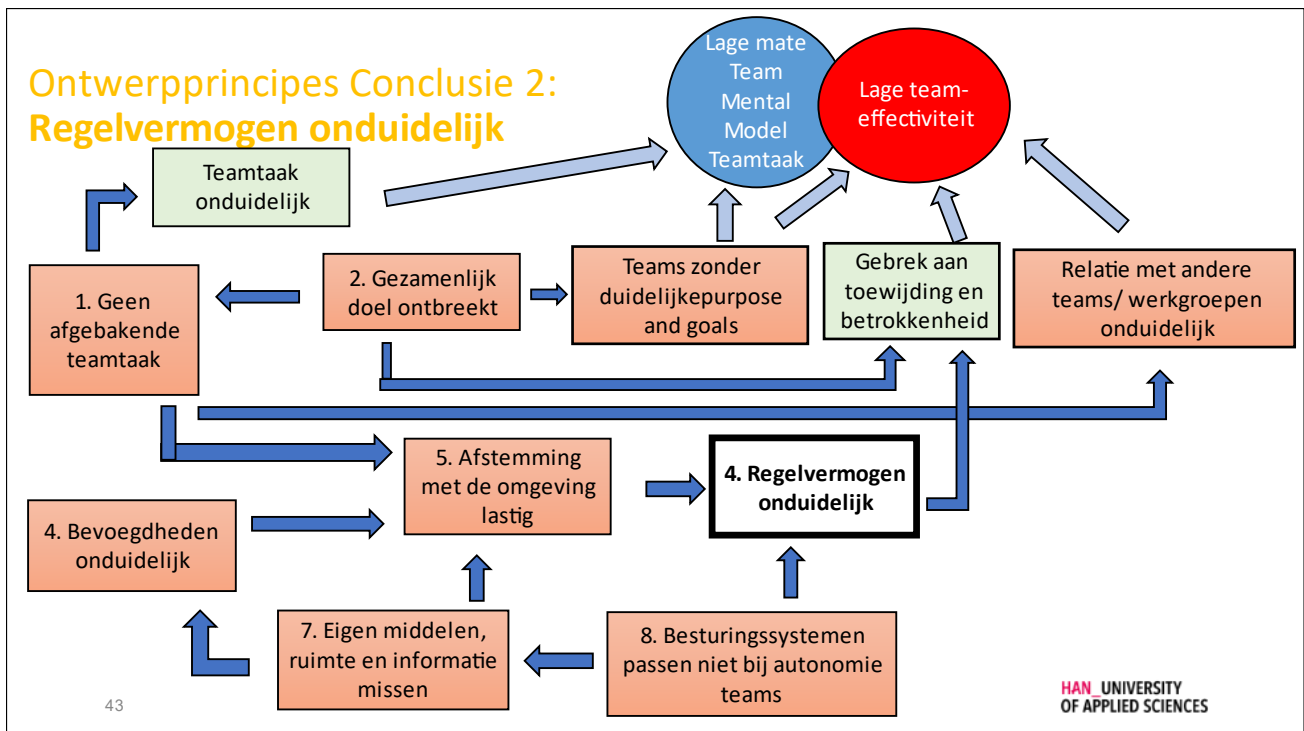 Ontwerpprincipes Conclusie 2:
Regelvermogen onduidelijk
Lage mate
Team
Mental
Model
Teamtaak
Lage team-
effectiviteit
Teamtaak
onduidelijk
1. Geen
afgebakende
teamtaak
2. Gezamenlijk
doel ontbreekt
Teams zonder
duidelijkepurpose
and goals
Gebrek aan
toewijding en
betrokkenheid
Relatie met andere
teams/ werkgroepen
onduidelijk
5. Afstemming
met de omgeving
lastig
4. Regelvermogen
onduidelijk
4. Bevoegdheden
onduidelijk
7. Eigen middelen,
ruimte en informatie
missen
8. Besturingssystemen
passen niet bij autonomie
teams
43
HAN_UNIVERSITY
OF APPLIED SCIENCES